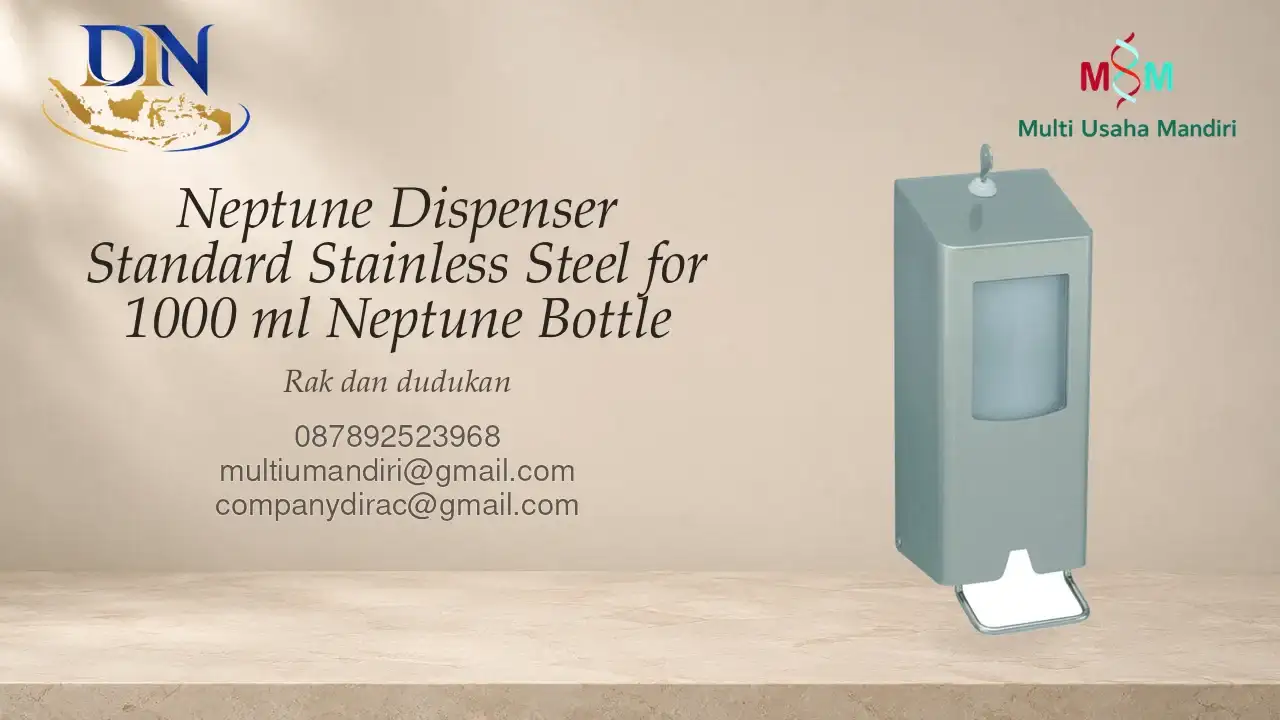 DIN
MSM
Multi Usaha Mandiri
Neptune Dispenser
Standard Stainless Steel for
1000 ml Neptune Bottle
Rak dan dudukan
087892523968
multiumandiri@gmail.com
companydirac@gmail.com